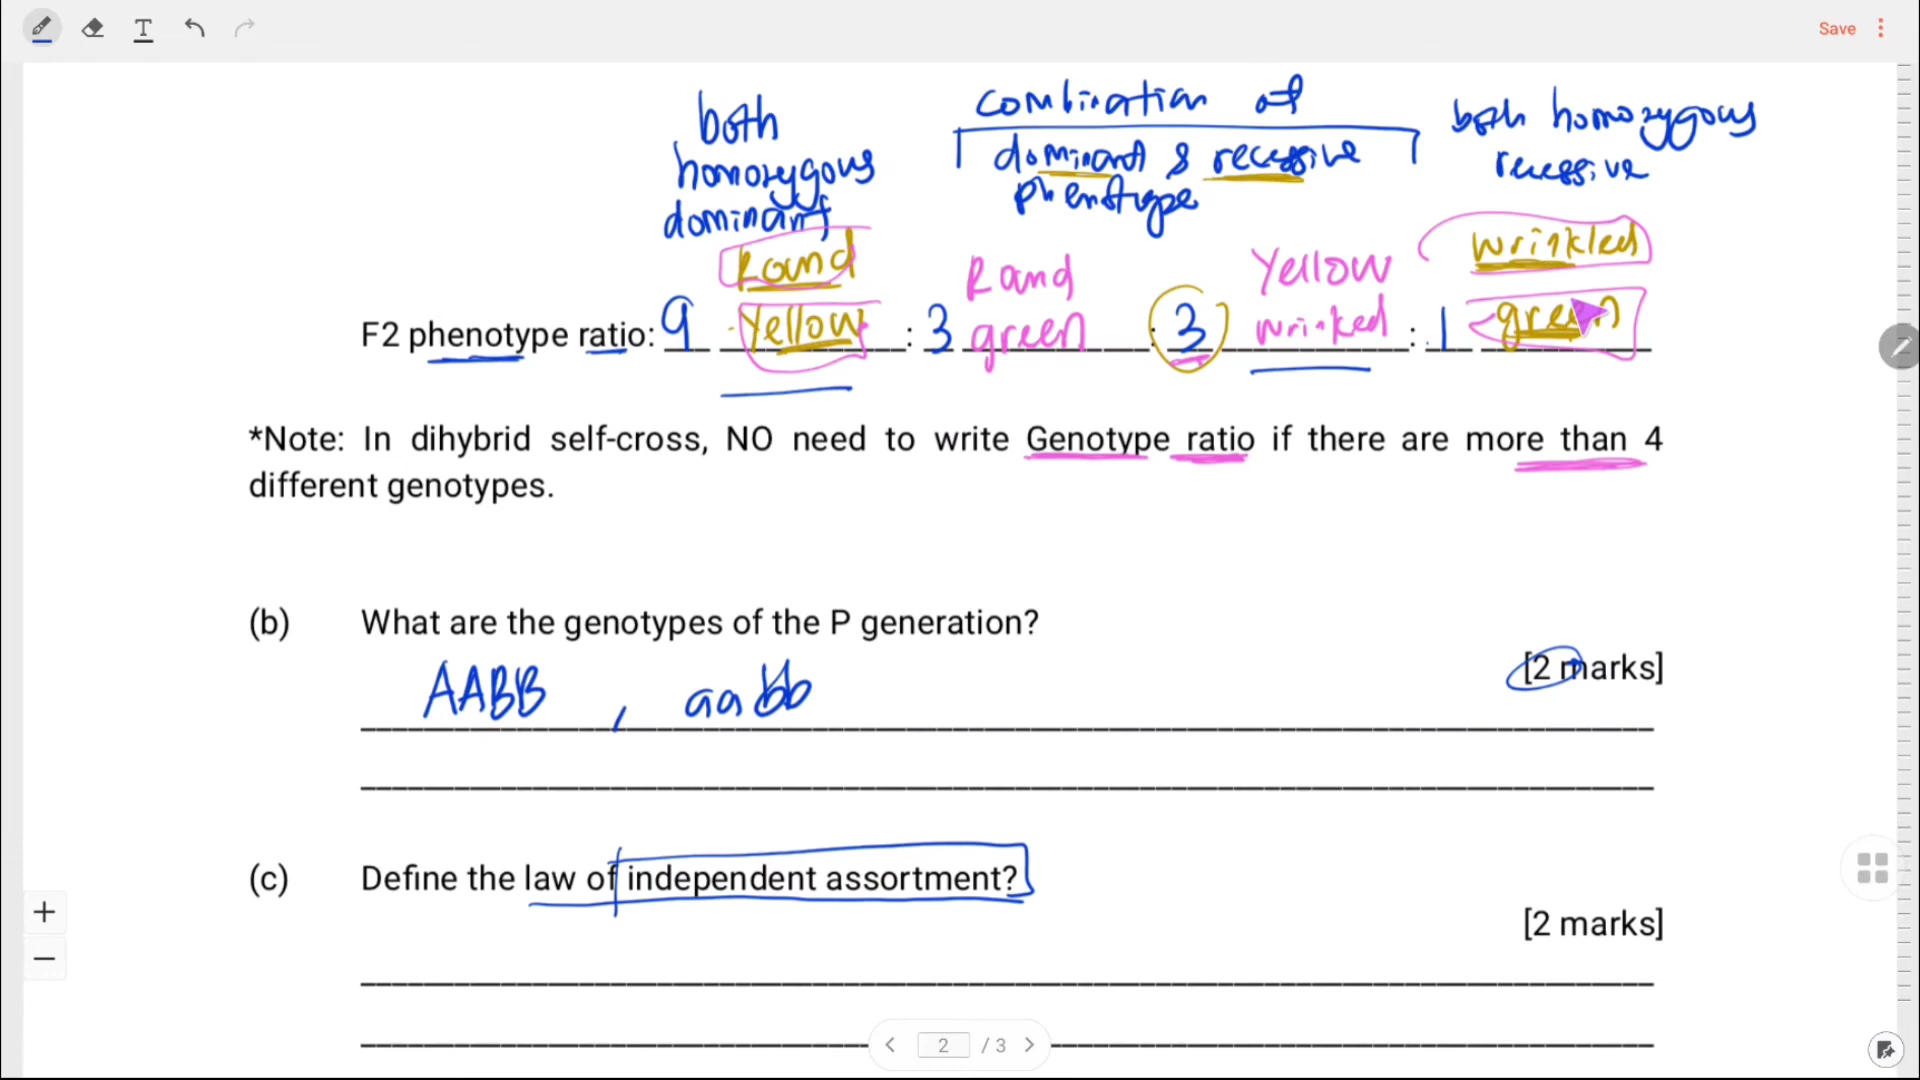 Save
both
homozygous
dominant
combination of
dominant & recessive
phenotype
both homozygous
recessive
F2 phenotype ratio: 9 Round Yellow : 3 Round green : 3 Yellow wrinked : 1 wrinkled green
*Note: In dihybrid self-cross, NO need to write Genotype ratio if there are more than 4
different genotypes.
(b) What are the genotypes of the P generation?
[2 marks]
AABB , aabb
(c) Define the law of independent assortment?
[2 marks]
2 / 3